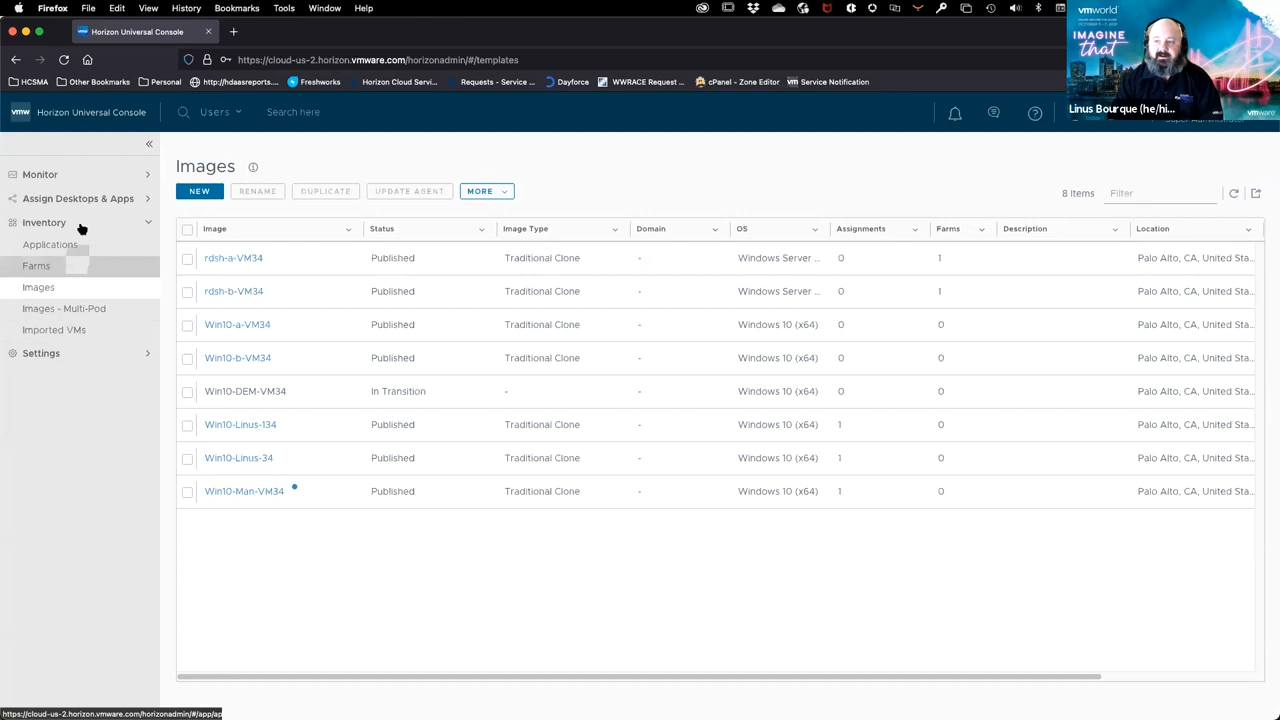 Firefox File Edit View History Bookmarks Tools Window Help
vmw Horizon Universal Console × +
https://cloud-us-2.horizon.vmware.com/horizonadmin/#/templates
HCSMA Other Bookmarks Personal http://hdaasreports.... Freshworks Horizon Cloud Servi... Requests - Service ... Dayforce WWRACE Request ... cPanel - Zone Editor Service Notification
vmw Horizon Universal Console Users Search here
vmworld
IMAGINE
that
Linus Bourque (he/hi...
vmware
Monitor
Assign Desktops & Apps
Inventory
Applications
Farms
Images
Images - Multi-Pod
Imported VMs
Settings
Images
NEW RENAME DUPLICATE UPDATE AGENT MORE 8 items Filter
Image Status Image Type Domain OS Assignments Farms Description Location
rdsh-a-VM34 Published Traditional Clone - Windows Server ... 0 1 Palo Alto, CA, United Sta...
rdsh-b-VM34 Published Traditional Clone - Windows Server ... 0 1 Palo Alto, CA, United Sta...
Win10-a-VM34 Published Traditional Clone - Windows 10 (x64) 0 0 Palo Alto, CA, United Sta...
Win10-b-VM34 Published Traditional Clone - Windows 10 (x64) 0 0 Palo Alto, CA, United Sta...
Win10-DEM-VM34 In Transition - - Windows 10 (x64) 0 0 Palo Alto, CA, United Sta...
Win10-Linus-134 Published Traditional Clone - Windows 10 (x64) 1 0 Palo Alto, CA, United Sta...
Win10-Linus-34 Published Traditional Clone - Windows 10 (x64) 1 0 Palo Alto, CA, United Sta...
Win10-Man-VM34 Published Traditional Clone - Windows 10 (x64) 1 0 Palo Alto, CA, United Sta...
https://cloud-us-2.horizon.vmware.com/horizonadmin/#/app/ap